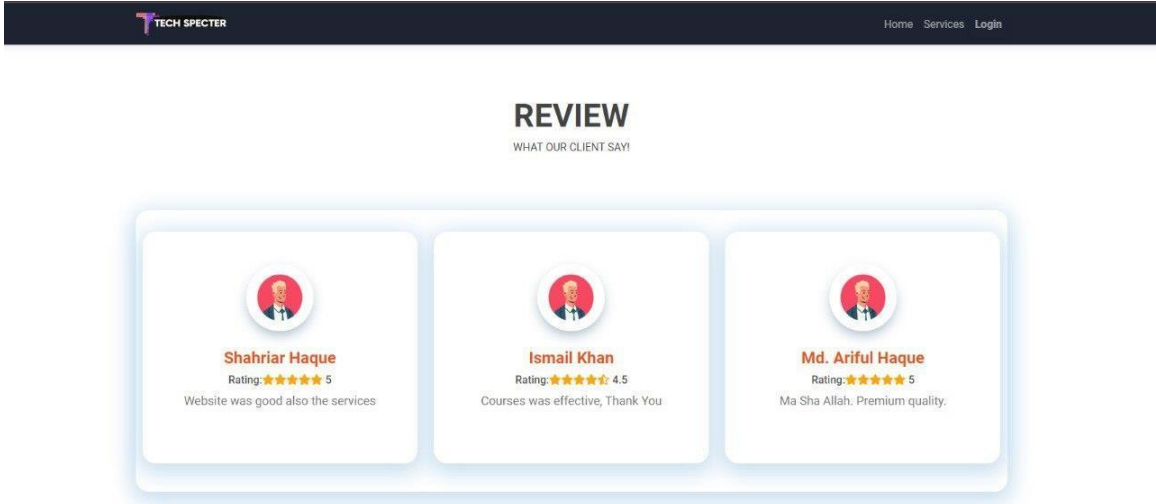 TECH SPECTER
Home Services Login
REVIEW
WHAT OUR CLIENT SAY!
Shahriar Haque
Rating: 5
Website was good also the services
Ismail Khan
Rating: 4.5
Courses was effective, Thank You
Md. Ariful Haque
Rating: 5
Ma Sha Allah. Premium quality.